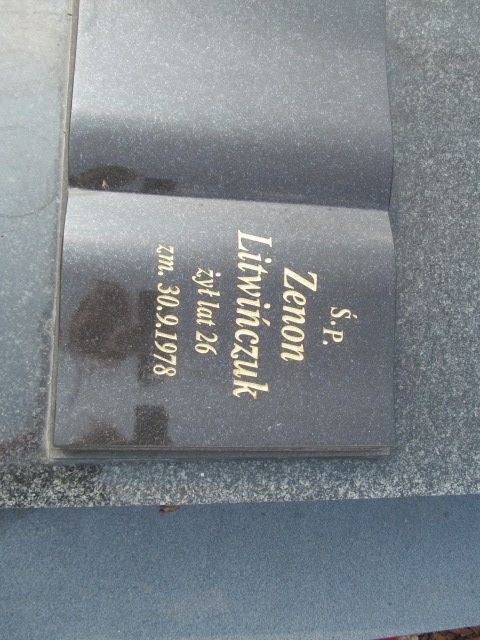 Ś.P.
Zenon
Litwińczuk
żył lat 26
zm. 30.9.1978